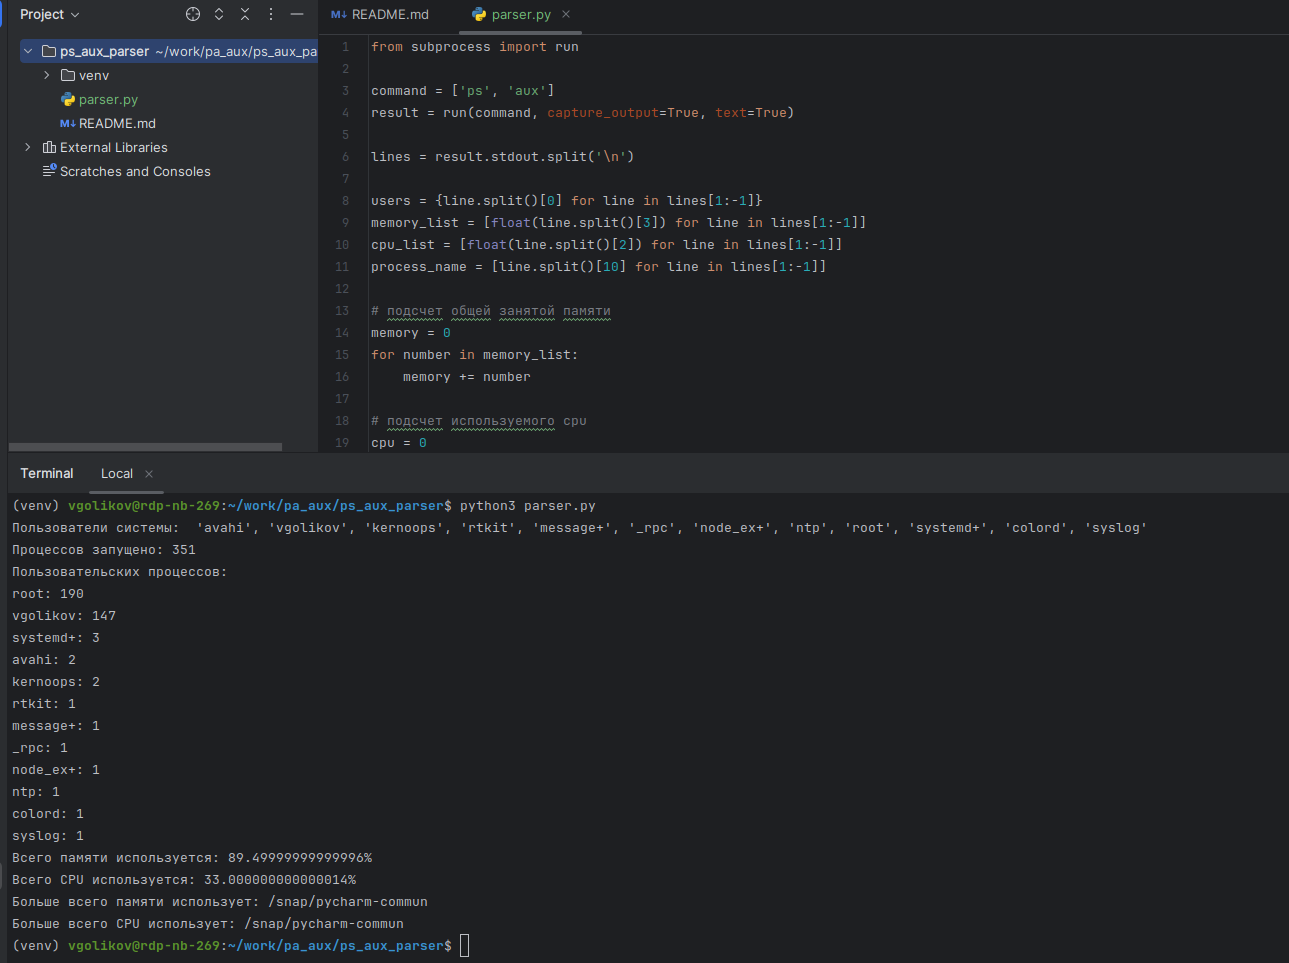 Project
ps_aux_parser ~/work/pa_aux/ps_aux_pa
venv
parser.py
M↓ README.md
External Libraries
Scratches and Consoles
M↓ README.md
parser.py ×
1 from subprocess import run
2
3 command = ['ps', 'aux']
4 result = run(command, capture_output=True, text=True)
5
6 lines = result.stdout.split('\n')
7
8 users = {line.split()[0] for line in lines[1:-1]}
9 memory_list = [float(line.split()[3]) for line in lines[1:-1]]
10 cpu_list = [float(line.split()[2]) for line in lines[1:-1]]
11 process_name = [line.split()[10] for line in lines[1:-1]]
12
13 # подсчет общей занятой памяти
14 memory = 0
15 for number in memory_list:
16     memory += number
17
18 # подсчет используемого cpu
19 cpu = 0
Terminal Local ×
(venv) vgolikov@rdp-nb-269:~/work/pa_aux/ps_aux_parser$ python3 parser.py
Пользователи системы:  'avahi', 'vgolikov', 'kernoops', 'rtkit', 'message+', '_rpc', 'node_ex+', 'ntp', 'root', 'systemd+', 'colord', 'syslog'
Процессов запущено: 351
Пользовательских процессов:
root: 190
vgolikov: 147
systemd+: 3
avahi: 2
kernoops: 2
rtkit: 1
message+: 1
_rpc: 1
node_ex+: 1
ntp: 1
colord: 1
syslog: 1
Всего памяти используется: 89.49999999999996%
Всего CPU используется: 33.000000000000014%
Больше всего памяти использует: /snap/pycharm-commun
Больше всего CPU использует: /snap/pycharm-commun
(venv) vgolikov@rdp-nb-269:~/work/pa_aux/ps_aux_parser$